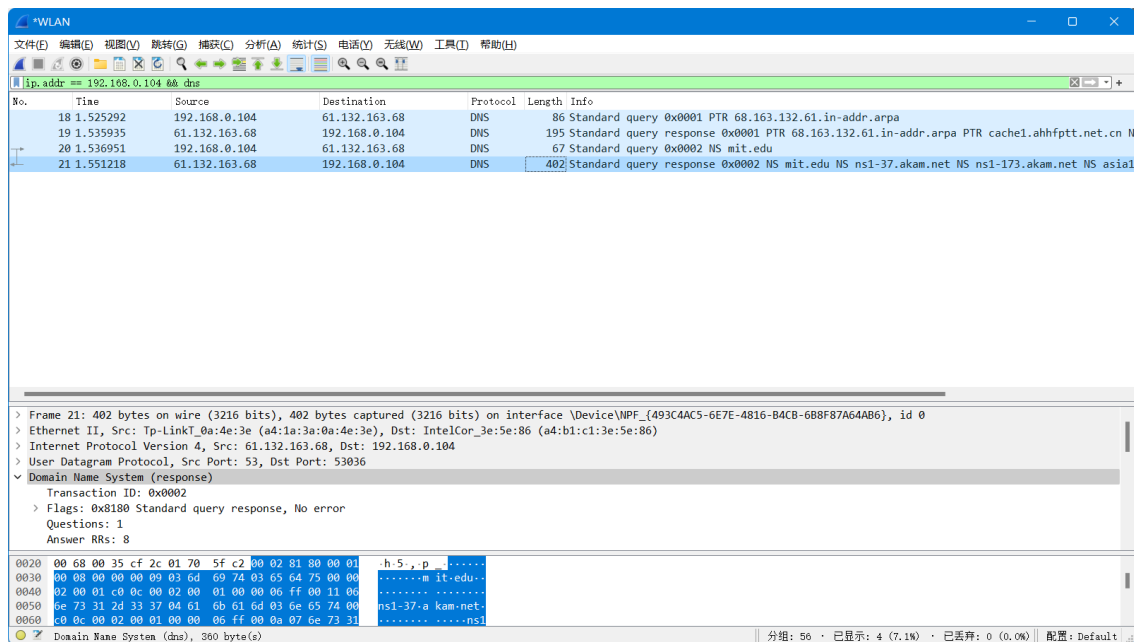 *WLAN
文件(F) 编辑(E) 视图(V) 跳转(G) 捕获(C) 分析(A) 统计(S) 电话(Y) 无线(W) 工具(T) 帮助(H)
ip.addr == 192.168.0.104 && dns
No. Time Source Destination Protocol Length Info
18 1.525292 192.168.0.104 61.132.163.68 DNS 86 Standard query 0x0001 PTR 68.163.132.61.in-addr.arpa
19 1.535935 61.132.163.68 192.168.0.104 DNS 195 Standard query response 0x0001 PTR 68.163.132.61.in-addr.arpa PTR cache1.ahhfptt.net.cn N
20 1.536951 192.168.0.104 61.132.163.68 DNS 67 Standard query 0x0002 NS mit.edu
21 1.551218 61.132.163.68 192.168.0.104 DNS 402 Standard query response 0x0002 NS mit.edu NS ns1-37.akam.net NS ns1-173.akam.net NS asia1
Frame 21: 402 bytes on wire (3216 bits), 402 bytes captured (3216 bits) on interface \Device\NPF_{493C4AC5-6E7E-4816-B4CB-6B8F87A64AB6}, id 0
Ethernet II, Src: Tp-LinkT_0a:4e:3e (a4:1a:3a:0a:4e:3e), Dst: IntelCor_3e:5e:86 (a4:b1:c1:3e:5e:86)
Internet Protocol Version 4, Src: 61.132.163.68, Dst: 192.168.0.104
User Datagram Protocol, Src Port: 53, Dst Port: 53036
Domain Name System (response)
Transaction ID: 0x0002
Flags: 0x8180 Standard query response, No error
Questions: 1
Answer RRs: 8
0020 00 68 00 35 cf 2c 01 70 5f c2 00 02 81 80 00 01 ·h·5·,·p _·······
0030 00 08 00 00 00 09 03 6d 69 74 03 65 64 75 00 00 ·······m it·edu··
0040 02 00 01 c0 0c 00 02 00 01 00 00 06 ff 00 11 06 ········ ········
0050 6e 73 31 2d 33 37 04 61 6b 61 6d 03 6e 65 74 00 ns1-37·a kam·net·
0060 c0 0c 00 02 00 01 00 00 06 ff 00 0a 07 6e 73 31 ········ ·····ns1
Domain Name System (dns), 360 byte(s) 分组: 56 · 已显示: 4 (7.1%) · 已丢弃: 0 (0.0%) 配置: Default